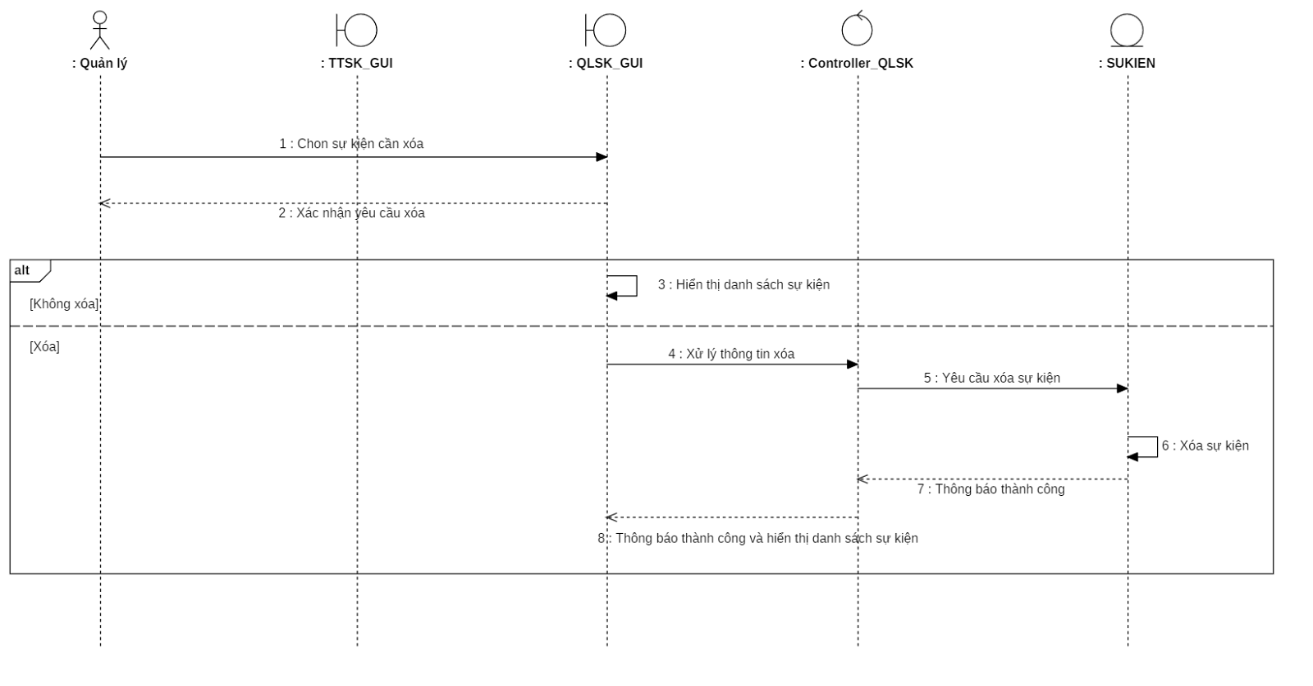 : Quản lý
: TTSK_GUI
: QLSK_GUI
: Controller_QLSK
: SUKIEN
1 : Chon sự kiện cần xóa
2 : Xác nhận yêu cầu xóa
alt
3 : Hiển thị danh sách sự kiện
[Không xóa]
[Xóa]
4 : Xử lý thông tin xóa
5 : Yêu cầu xóa sự kiện
6 : Xóa sự kiện
7 : Thông báo thành công
8 : Thông báo thành công và hiển thị danh sách sự kiện